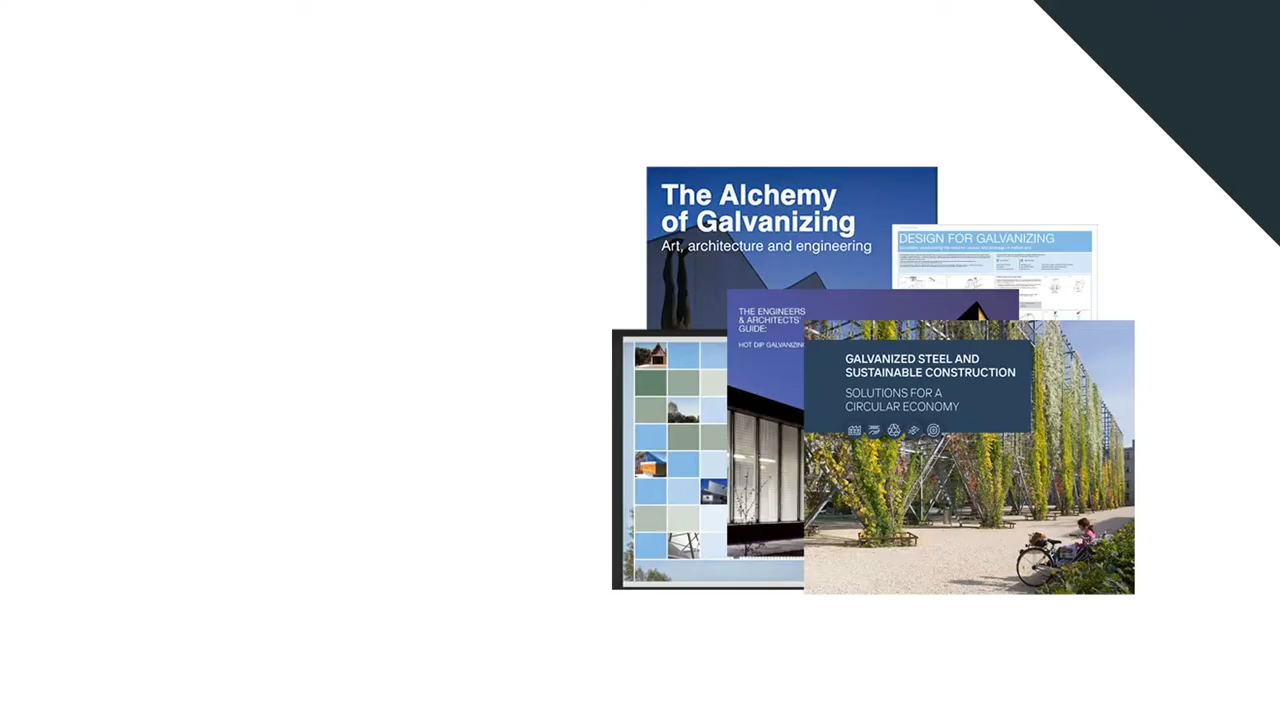 The Alchemy
of Galvanizing
Art, architecture and engineering
DESIGN FOR GALVANIZING
THE ENGINEERS
& ARCHITECTS'
GUIDE:
HOT DIP GALVANIZING
GALVANIZED STEEL AND
SUSTAINABLE CONSTRUCTION
SOLUTIONS FOR A
CIRCULAR ECONOMY